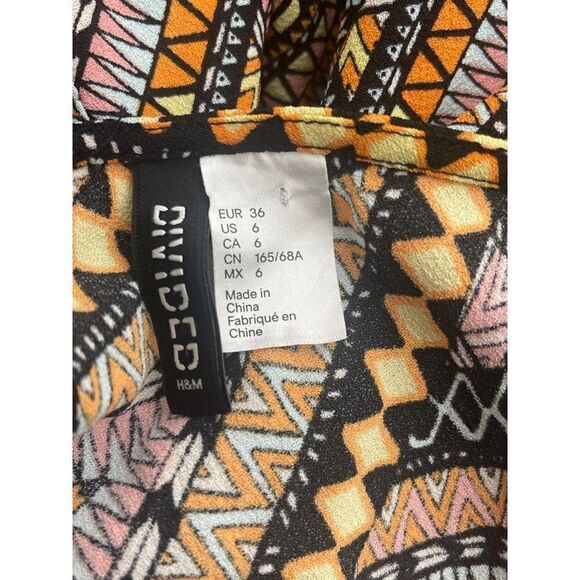 DIVIDED
H&M
EUR 36
US 6
CA 6
CN 165/68A
MX 6
Made in
China
Fabriqué en
Chine